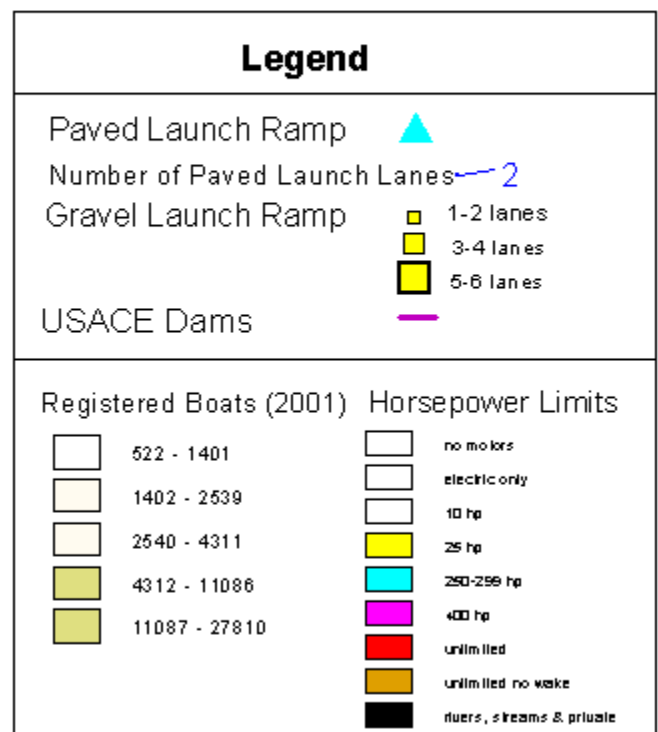 Legend
Paved Launch Ramp
Number of Paved Launch Lanes 2
Gravel Launch Ramp
1-2 lanes
3-4 lanes
5-6 lanes
USACE Dams
Registered Boats (2001)
522 - 1401
1402 - 2539
2540 - 4311
4312 - 11086
11087 - 27810
Horsepower Limits
no motors
electric only
10 hp
25 hp
250-299 hp
400 hp
unlimited
unlimited no wake
rivers, streams & private